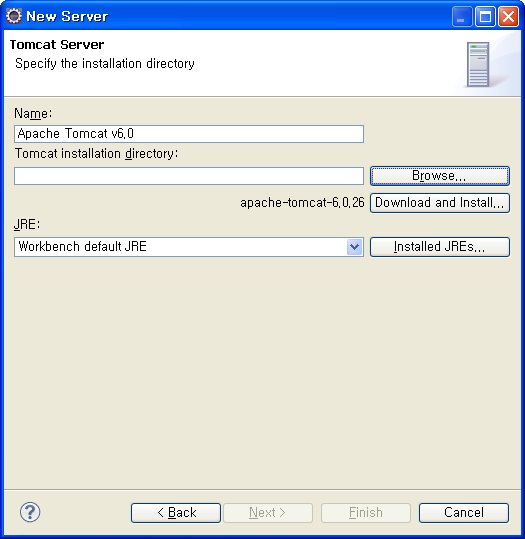 New Server
Tomcat Server
Specify the installation directory
Name:
Apache Tomcat v6.0
Tomcat installation directory:
Browse...
apache-tomcat-6.0.26 Download and Install...
JRE:
Workbench default JRE Installed JREs...
? < Back Next > Finish Cancel